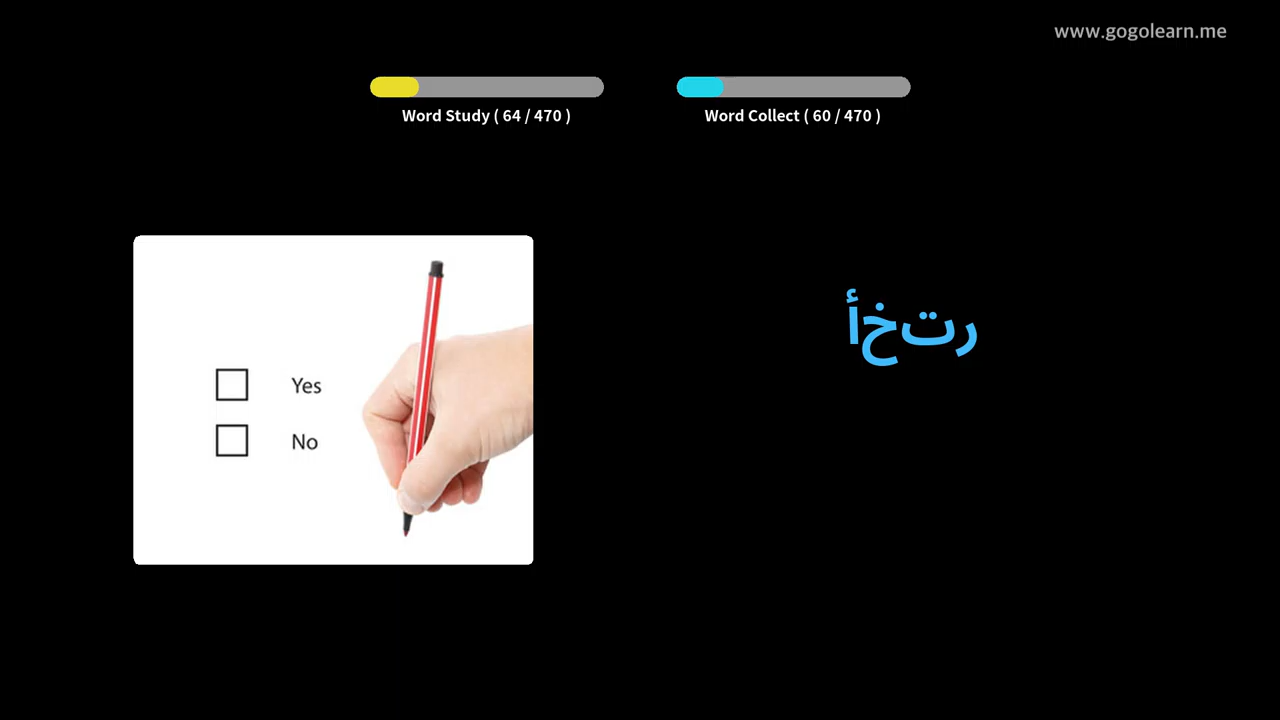 www.gogolearn.me
Word Study ( 64 / 470 )
Word Collect ( 60 / 470 )
رتخأ
Yes
No